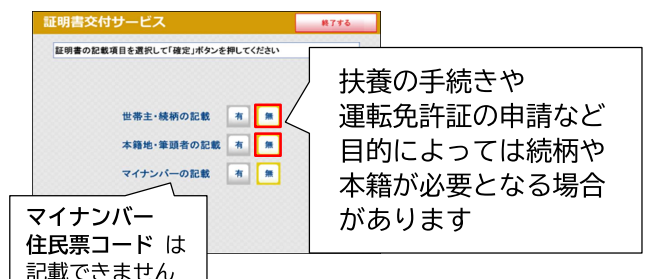 証明書交付サービス
終了する
証明書の記載項目を選択して「確定」ボタンを押してください
世帯主・続柄の記載 有 無
本籍地・筆頭者の記載 有 無
マイナンバーの記載 有 無
扶養の手続きや
運転免許証の申請など
目的によっては続柄や
本籍が必要となる場合
があります
マイナンバー
住民票コード は
記載できません